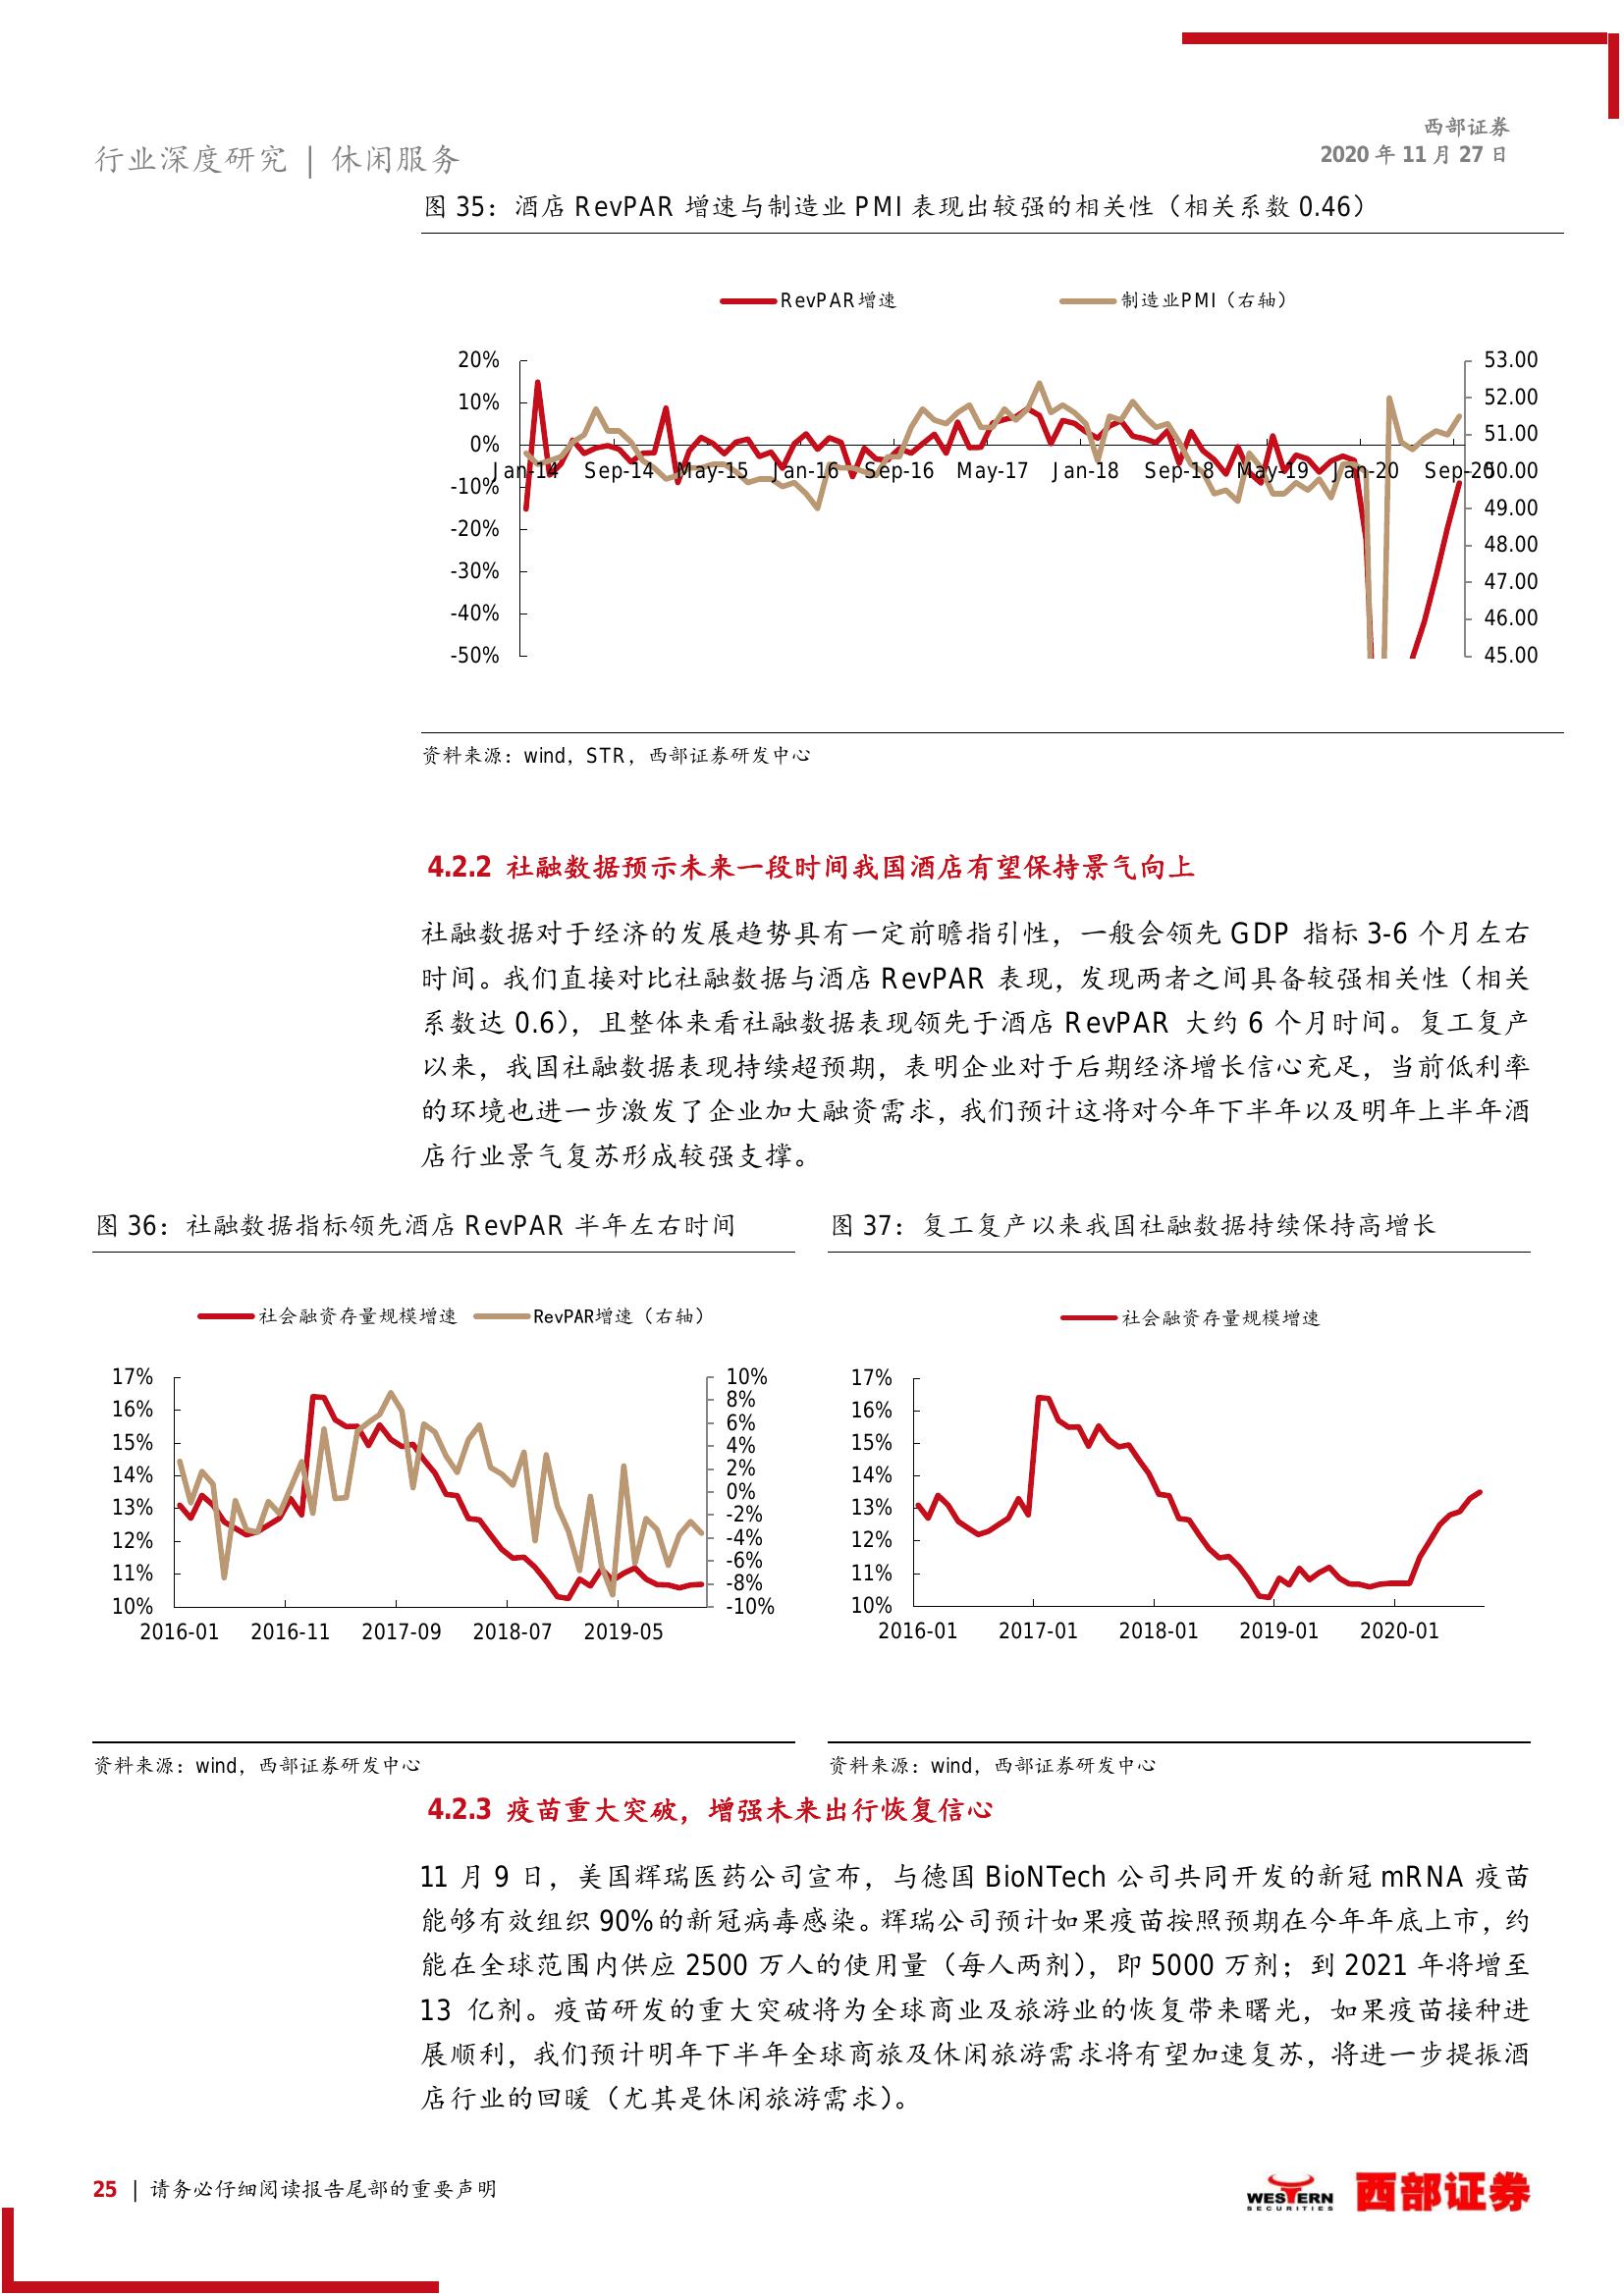 西部证券
2020 年 11 月 27 日
行业深度研究 | 休闲服务
图 35：酒店 RevPAR 增速与制造业 PMI 表现出较强的相关性（相关系数 0.46）
RevPAR增速 制造业PMI（右轴）
20% 53.00
10% 52.00
0% 51.00
-10% 50.00
-20% 49.00
-30% 48.00
-40% 47.00
-50% 46.00
45.00
Jan-14 Sep-14 May-15 Jan-16 Sep-16 May-17 Jan-18 Sep-18 May-19 Jan-20 Sep-20
资料来源：wind，STR，西部证券研发中心
4.2.2 社融数据预示未来一段时间我国酒店有望保持景气向上
社融数据对于经济的发展趋势具有一定前瞻指引性，一般会领先 GDP 指标 3-6 个月左右
时间。我们直接对比社融数据与酒店 RevPAR 表现，发现两者之间具备较强相关性（相关
系数达 0.6），且整体来看社融数据表现领先于酒店 RevPAR 大约 6 个月时间。复工复产
以来，我国社融数据表现持续超预期，表明企业对于后期经济增长信心充足，当前低利率
的环境也进一步激发了企业加大融资需求，我们预计这将对今年下半年以及明年上半年酒
店行业景气复苏形成较强支撑。
图 36：社融数据指标领先酒店 RevPAR 半年左右时间
社会融资存量规模增速 RevPAR增速（右轴）
17% 10%
16% 8%
15% 6%
14% 4%
13% 2%
12% 0%
11% -2%
10% -4%
-6%
-8%
-10%
2016-01 2016-11 2017-09 2018-07 2019-05
资料来源：wind，西部证券研发中心
图 37：复工复产以来我国社融数据持续保持高增长
社会融资存量规模增速
17%
16%
15%
14%
13%
12%
11%
10%
2016-01 2017-01 2018-01 2019-01 2020-01
资料来源：wind，西部证券研发中心
4.2.3 疫苗重大突破，增强未来出行恢复信心
11 月 9 日，美国辉瑞医药公司宣布，与德国 BioNTech 公司共同开发的新冠 mRNA 疫苗
能够有效组织 90%的新冠病毒感染。辉瑞公司预计如果疫苗按照预期在今年年底上市，约
能在全球范围内供应 2500 万人的使用量（每人两剂），即 5000 万剂；到 2021 年将增至
13 亿剂。疫苗研发的重大突破将为全球商业及旅游业的恢复带来曙光，如果疫苗接种进
展顺利，我们预计明年下半年全球商旅及休闲旅游需求将有望加速复苏，将进一步提振酒
店行业的回暖（尤其是休闲旅游需求）。
25 | 请务必仔细阅读报告尾部的重要声明
WESTERN
SECURITIES
西部证券